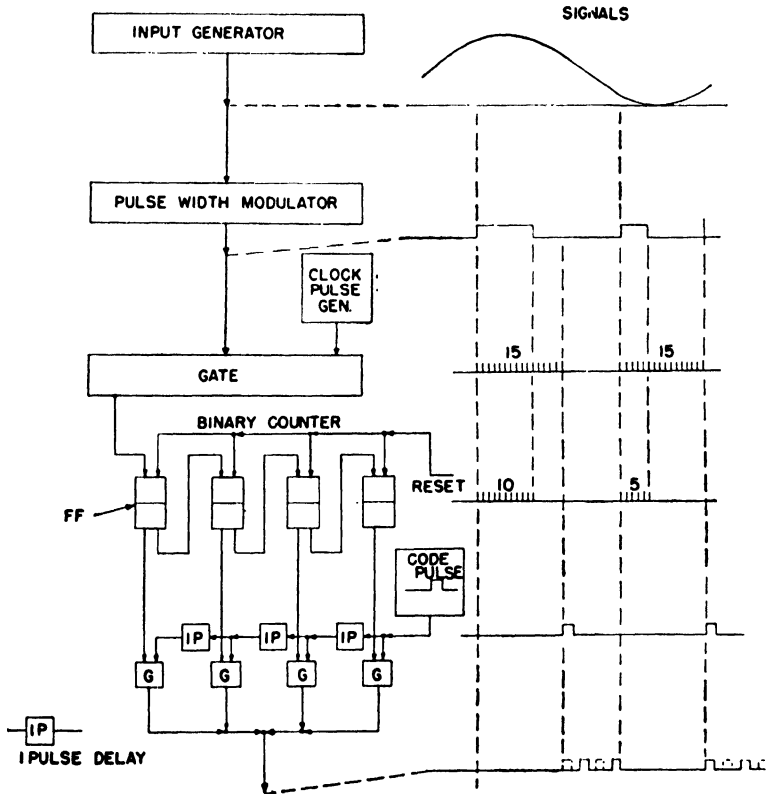 SIGNALS
INPUT GENERATOR
PULSE WIDTH MODULATOR
CLOCK
PULSE
GEN.
15
15
GATE
BINARY COUNTER
RESET
10
5
FF
CODE
PULSE
IP
IP
IP
G
G
G
G
IP
1 PULSE DELAY